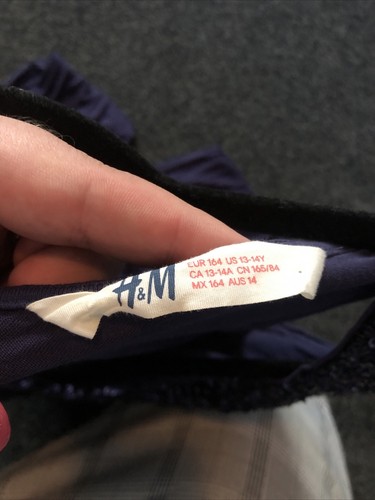 H&M
EUR 164 US 13-14Y
CA 13-14A CN 165/84
MX 164 AUS 14